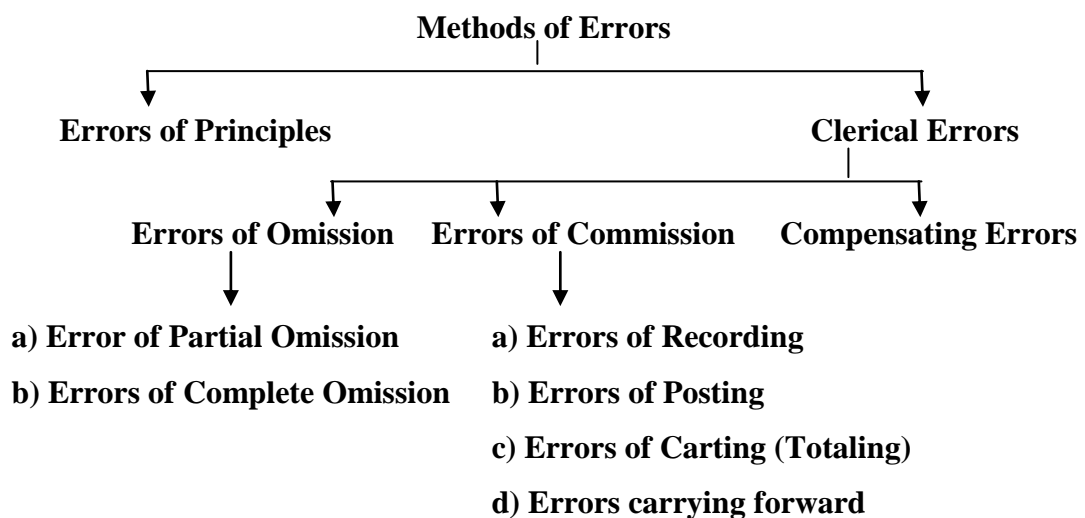 Methods of Errors
Errors of Principles Clerical Errors
Errors of Omission Errors of Commission Compensating Errors
a) Error of Partial Omission
b) Errors of Complete Omission
a) Errors of Recording
b) Errors of Posting
c) Errors of Carting (Totaling)
d) Errors carrying forward